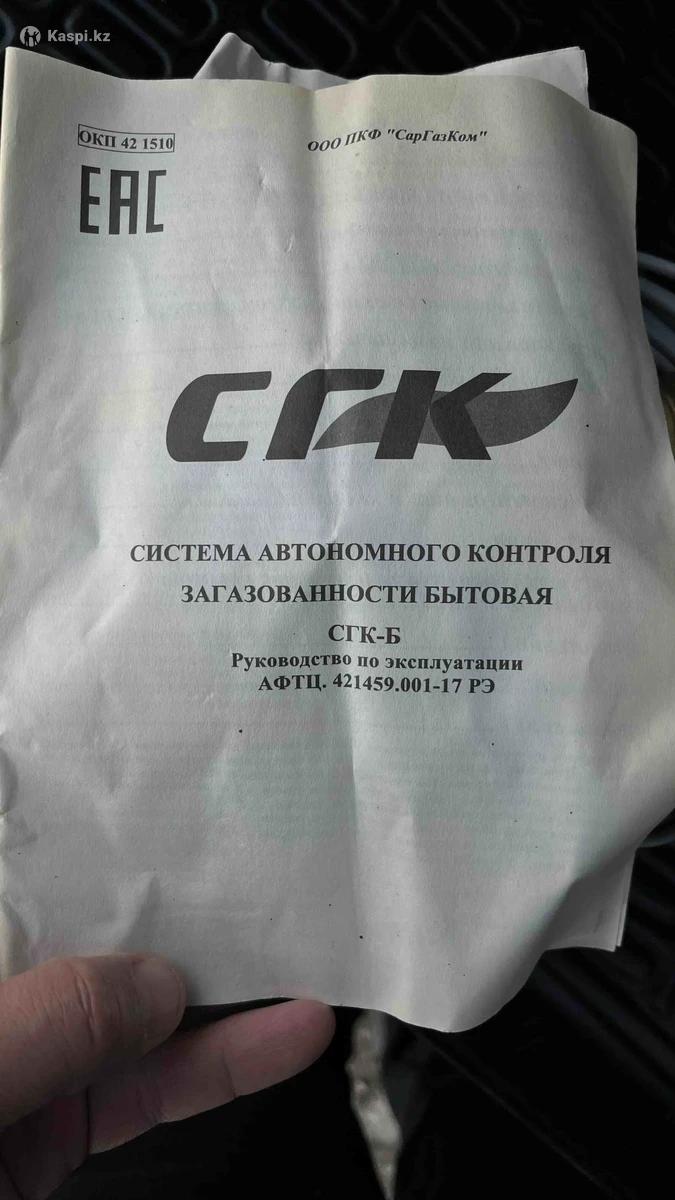 Kaspi.kz
ОКП 42 1510
ООО ПКФ "СарГазКом"
ЕАС
СГК
СИСТЕМА АВТОНОМНОГО КОНТРОЛЯ
ЗАГАЗОВАННОСТИ БЫТОВАЯ
СГК-Б
Руководство по эксплуатации
АФТЦ. 421459.001-17 РЭ